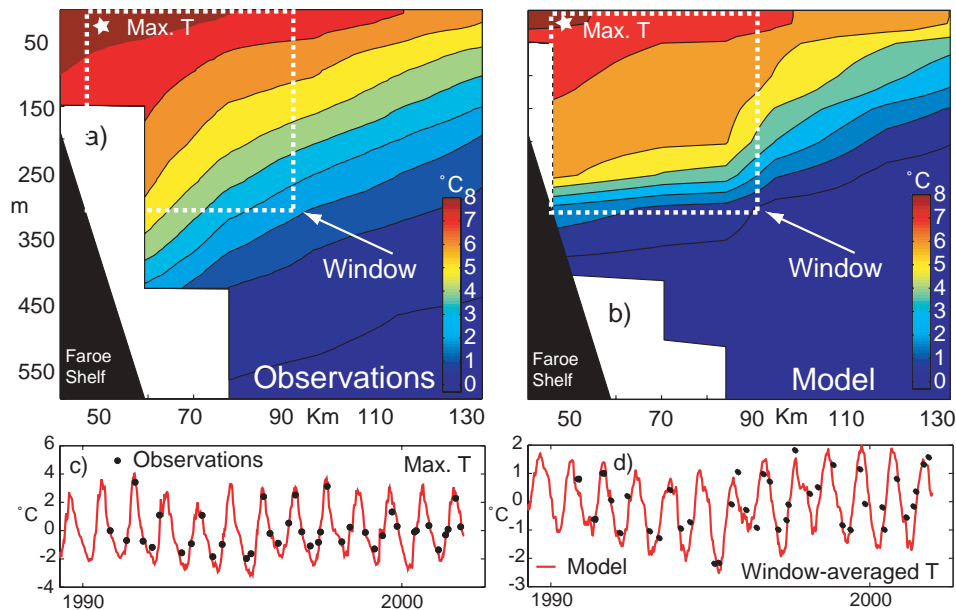 Max. T
Max. T
50
150
250
m
350
450
550
a)
°C
8
7
6
5
4
3
2
1
0
Window
Faroe
Shelf
Observations
50
70
90
Km
110
130
°C
8
7
6
5
4
3
2
1
0
Window
b)
Faroe
Shelf
Model
50
70
90
Km
110
130
6
4
2
0
-2
-4
°C
c)
Observations
Max. T
1990
2000
2
1
0
-1
-2
-3
°C
d)
Model
Window-averaged T
1990
2000